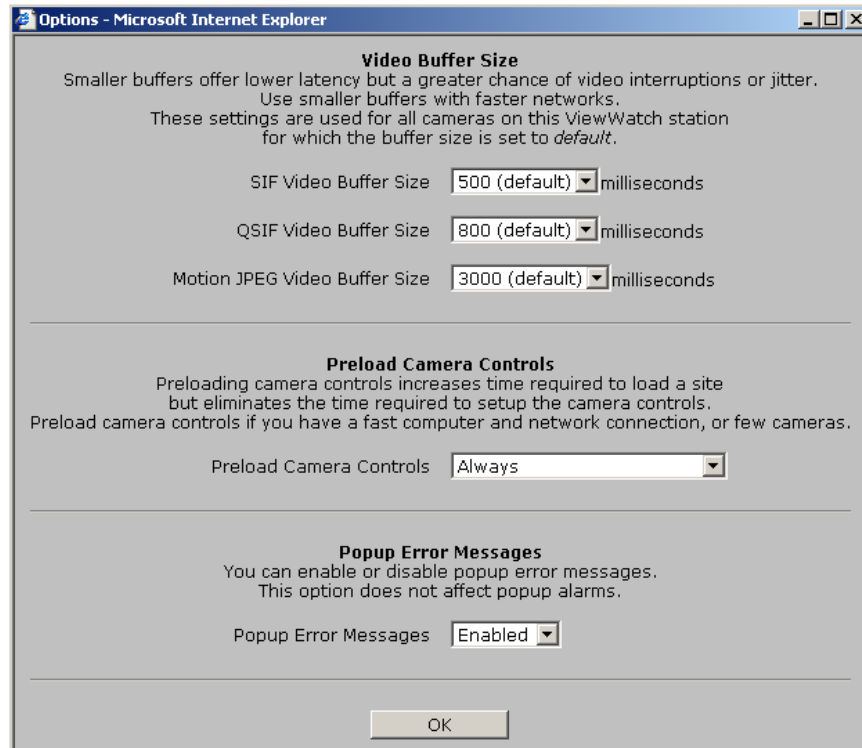 Options - Microsoft Internet Explorer
Video Buffer Size
Smaller buffers offer lower latency but a greater chance of video interruptions or jitter.
Use smaller buffers with faster networks.
These settings are used for all cameras on this ViewWatch station
for which the buffer size is set to default.
SIF Video Buffer Size 500 (default) milliseconds
QSIF Video Buffer Size 800 (default) milliseconds
Motion JPEG Video Buffer Size 3000 (default) milliseconds
Preload Camera Controls
Preloading camera controls increases time required to load a site
but eliminates the time required to setup the camera controls.
Preload camera controls if you have a fast computer and network connection, or few cameras.
Preload Camera Controls Always
Popup Error Messages
You can enable or disable popup error messages.
This option does not affect popup alarms.
Popup Error Messages Enabled
OK